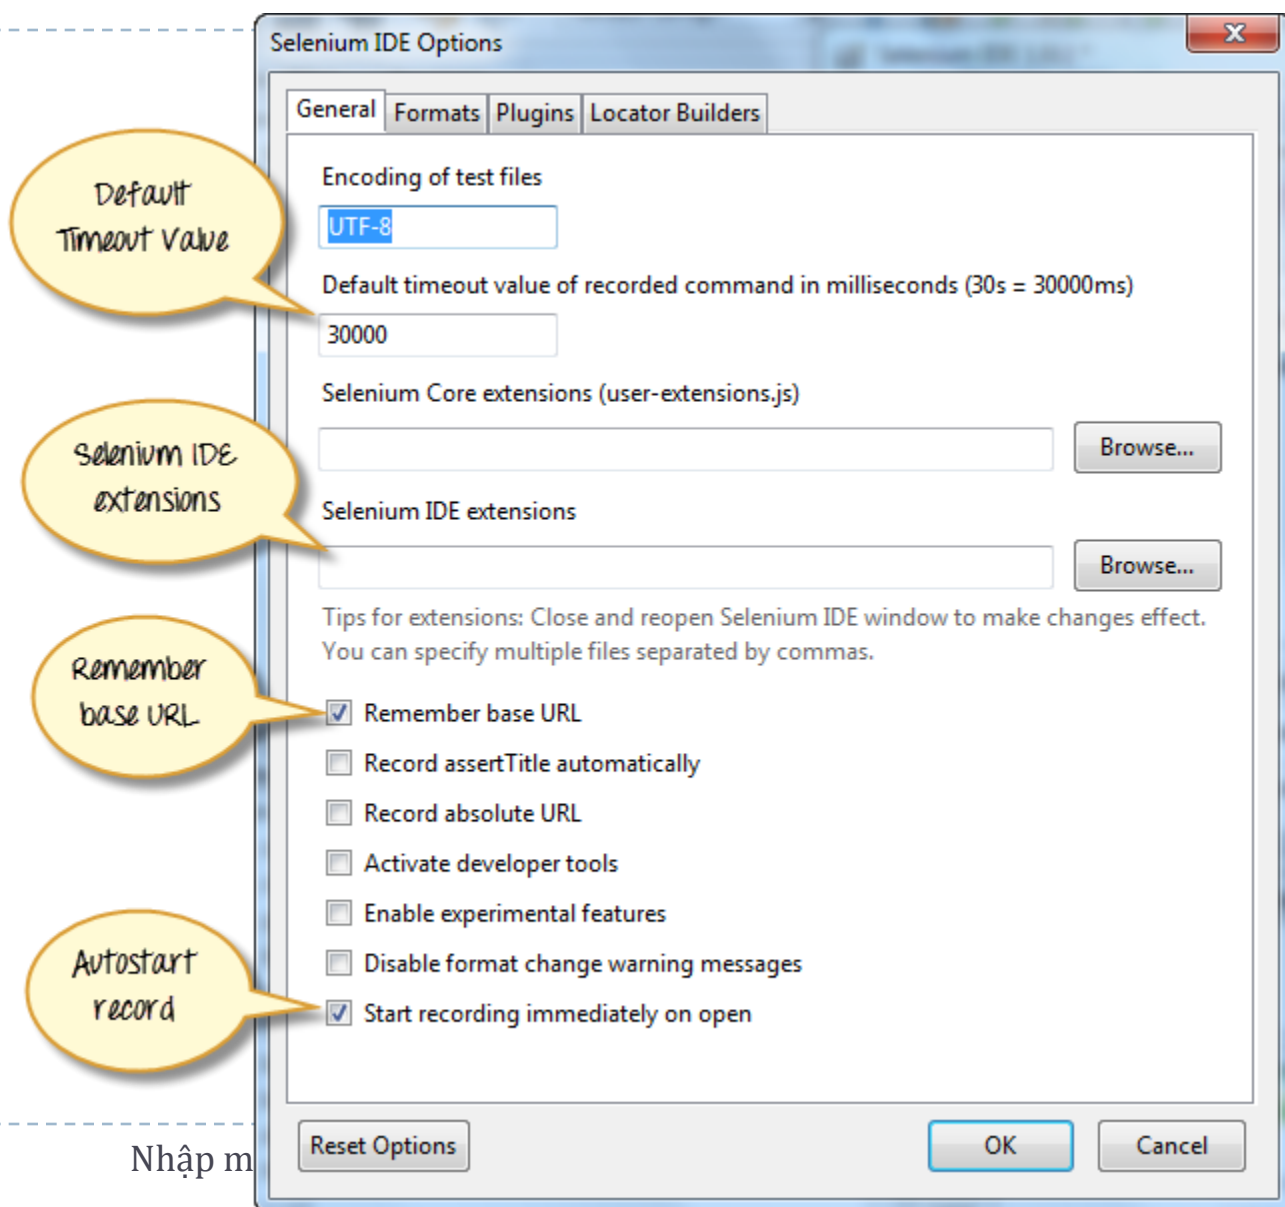 Selenium IDE Options
General Formats Plugins Locator Builders
Encoding of test files
UTF-8
Default
Timeout Value
Default timeout value of recorded command in milliseconds (30s = 30000ms)
30000
Selenium Core extensions (user-extensions.js)
Browse...
Selenium IDE
extensions
Selenium IDE extensions
Browse...
Tips for extensions: Close and reopen Selenium IDE window to make changes effect.
You can specify multiple files separated by commas.
Remember
base URL
Remember base URL
Record assertTitle automatically
Record absolute URL
Activate developer tools
Enable experimental features
Disable format change warning messages
Autostart
record
Start recording immediately on open
Reset Options OK Cancel
Nhập m